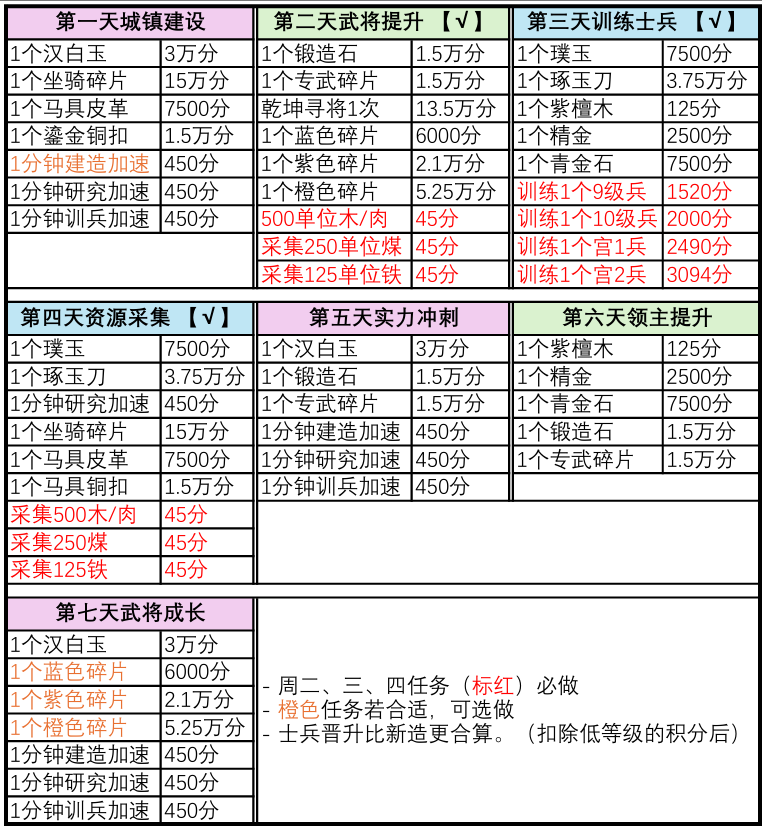 第一天城镇建设
1个汉白玉 3万分
1个坐骑碎片 15万分
1个马具皮革 7500分
1个鎏金铜扣 1.5万分
1分钟建造加速 450分
1分钟研究加速 450分
1分钟训兵加速 450分
第二天武将提升 【√】
1个锻造石 1.5万分
1个专武碎片 1.5万分
乾坤寻将1次 13.5万分
1个蓝色碎片 6000分
1个紫色碎片 2.1万分
1个橙色碎片 5.25万分
500单位木/肉 45分
采集250单位煤 45分
采集125单位铁 45分
第三天训练士兵 【√】
1个璞玉 7500分
1个琢玉刀 3.75万分
1个紫檀木 125分
1个精金 2500分
1个青金石 7500分
训练1个9级兵 1520分
训练1个10级兵 2000分
训练1个宫1兵 2490分
训练1个宫2兵 3094分
第四天资源采集 【√】
1个璞玉 7500分
1个琢玉刀 3.75万分
1分钟研究加速 450分
1个坐骑碎片 15万分
1个马具皮革 7500分
1个马具铜扣 1.5万分
采集500木/肉 45分
采集250煤 45分
采集125铁 45分
第五天实力冲刺
1个汉白玉 3万分
1个锻造石 1.5万分
1个专武碎片 1.5万分
1分钟建造加速 450分
1分钟研究加速 450分
1分钟训兵加速 450分
第六天领主提升
1个紫檀木 125分
1个精金 2500分
1个青金石 7500分
1个锻造石 1.5万分
1个专武碎片 1.5万分
第七天武将成长
1个汉白玉 3万分
1个蓝色碎片 6000分
1个紫色碎片 2.1万分
1个橙色碎片 5.25万分
1分钟建造加速 450分
1分钟研究加速 450分
1分钟训兵加速 450分
- 周二、三、四任务（标红）必做
- 橙色任务若合适，可选做
- 士兵晋升比新造更合算。（扣除低等级的积分后）